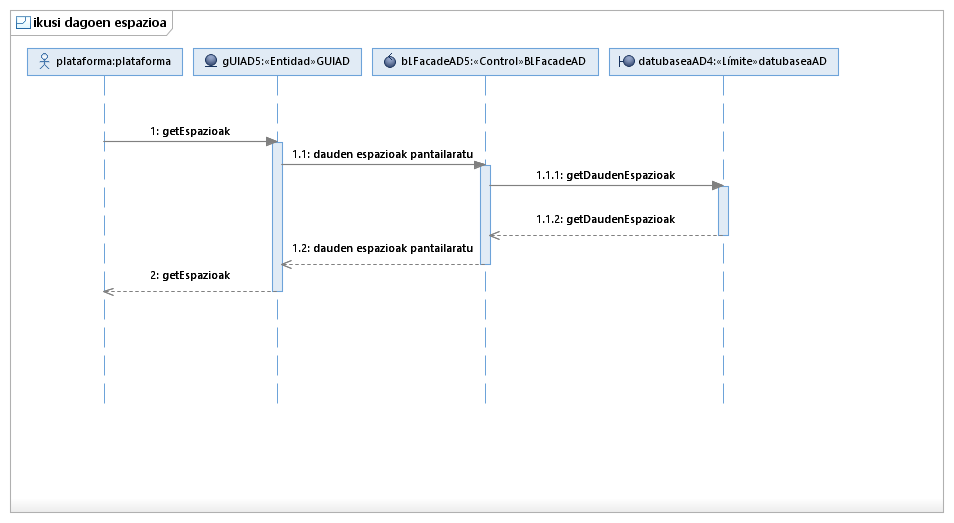 ikusi dagoen espazioa
plataforma:plataforma
gUIAD5:«Entidad»GUIAD
bLFacadeAD5:«Control»BLFacadeAD
datubaseaAD4:«Límite»datubaseaAD
1: getEspazioak
1.1: dauden espazioak pantailaratu
1.1.1: getDaudenEspazioak
1.1.2: getDaudenEspazioak
1.2: dauden espazioak pantailaratu
2: getEspazioak